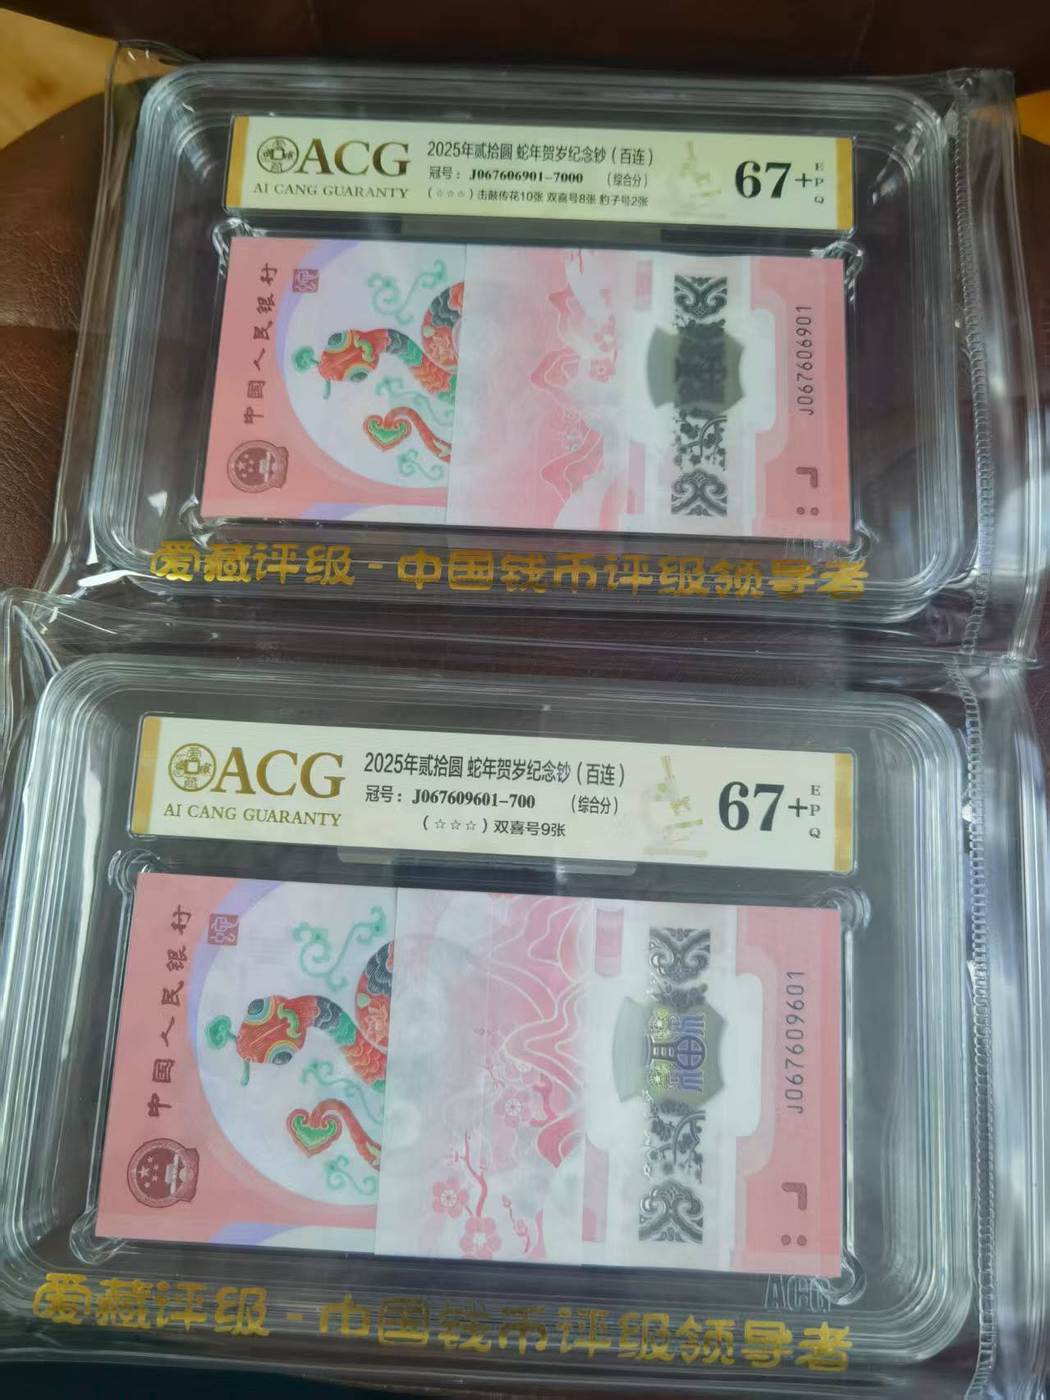 ACG
AI CANG GUARANTY
2025年贰拾圆 蛇年贺岁纪念钞（百连）
冠号：J067606901-7000 （综合分）
（☆☆☆）击鼓传花10张 双喜号8张 豹子号2张
67+
EPQ
中国人民银行
J067606901
爱藏评级-中国钱币评级领导者
ACG
AI CANG GUARANTY
2025年贰拾圆 蛇年贺岁纪念钞（百连）
冠号：J067609601-700 （综合分）
（☆☆☆）双喜号9张
67+
EPQ
中国人民银行
福
J067609601
ACG
爱藏评级-中国钱币评级领导者